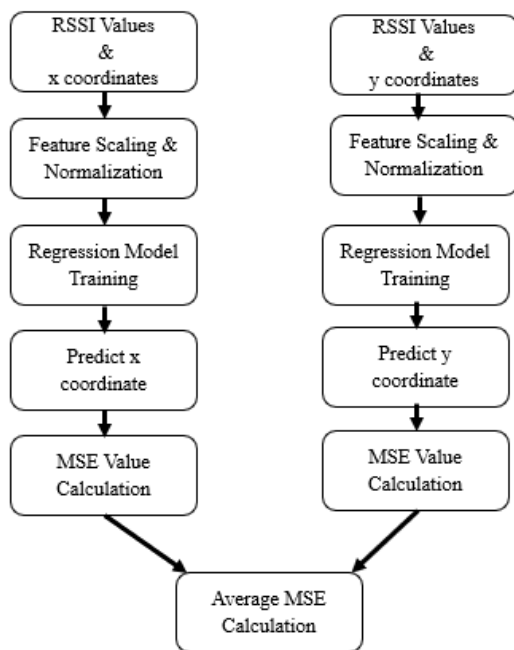 RSSI Values
&
x coordinates
Feature Scaling &
Normalization
Regression Model
Training
Predict x
coordinate
MSE Value
Calculation
RSSI Values
&
y coordinates
Feature Scaling &
Normalization
Regression Model
Training
Predict y
coordinate
MSE Value
Calculation
Average MSE
Calculation